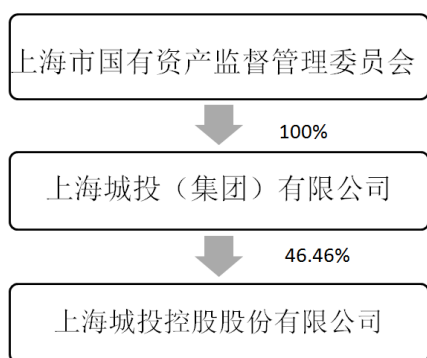 上海市国有资产监督管理委员会
100%
上海城投（集团）有限公司
46.46%
上海城投控股股份有限公司